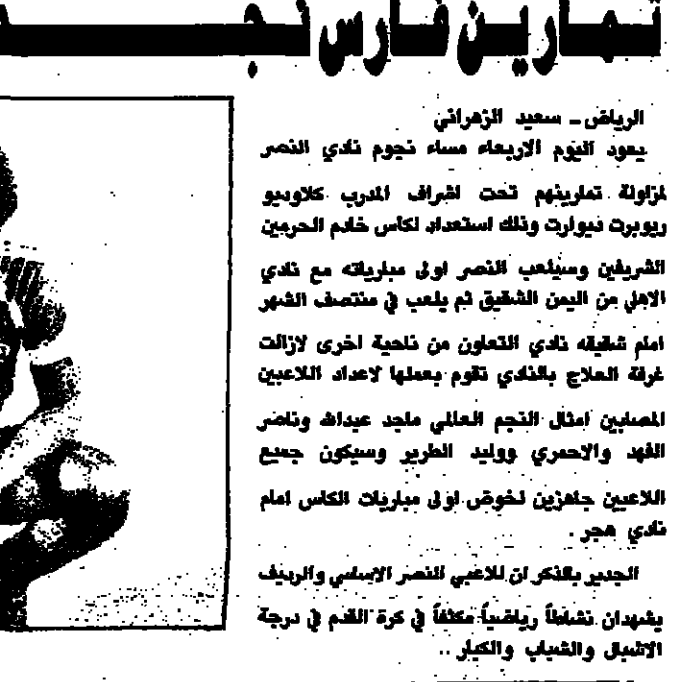 تمارين فارس نجد
الرياض ـ سعيد الزهراني
يعود اليوم الاربعاء مساء نجوم نادي النصر
لمزاولة تمارينهم تحت اشراف المدرب كلاوديو
ريوبرت ديولرت وذلك استعداد لكاس خادم الحرمين
الشريفين وسيلعب النصر اولى مبارياته مع نادي
الاهلي من اليمن الشقيق ثم يلعب في منتصف الشهر
امام شقيقه نادي التعاون من ناحية اخرى لازالت
غرفة العلاج بالنادي تقوم بعملها لاعداد اللاعبين
المصابين امثال النجم العالمي ماجد عبدالله وناصر
الفهد والاحمري ووليد الطرير وسيكون جميع
اللاعبين جاهزين لخوض اولى مباريات الكاس امام
نادي هجر .
الجدير بالذكر ان للاعبي النصر الاساسي والرديف
يشهدان نشاطاً رياضياً مكثفاً في كرة القدم في درجة
الاشبال والشباب والكبار ..